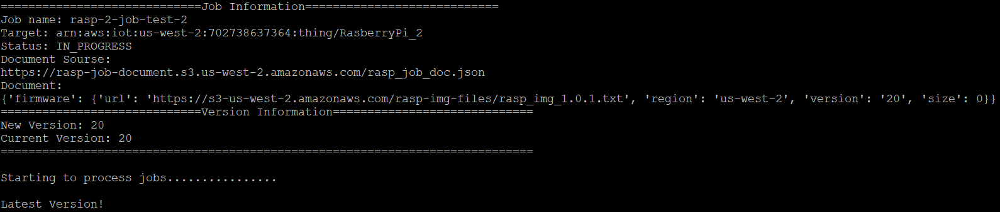 =============================Job Information============================
Job name: rasp-2-job-test-2
Target: arn:aws:iot:us-west-2:702738637364:thing/RasberryPi_2
Status: IN_PROGRESS
Document Sourse:
https://rasp-job-document.s3.us-west-2.amazonaws.com/rasp_job_doc.json
Document:
{'firmware': {'url': 'https://s3-us-west-2.amazonaws.com/rasp-img-files/rasp_img_1.0.1.txt', 'region': 'us-west-2', 'version': '20', 'size': 0}}
=============================Version Information=============================
New Version: 20
Current Version: 20
=============================================================================
Starting to process jobs................
Latest Version!